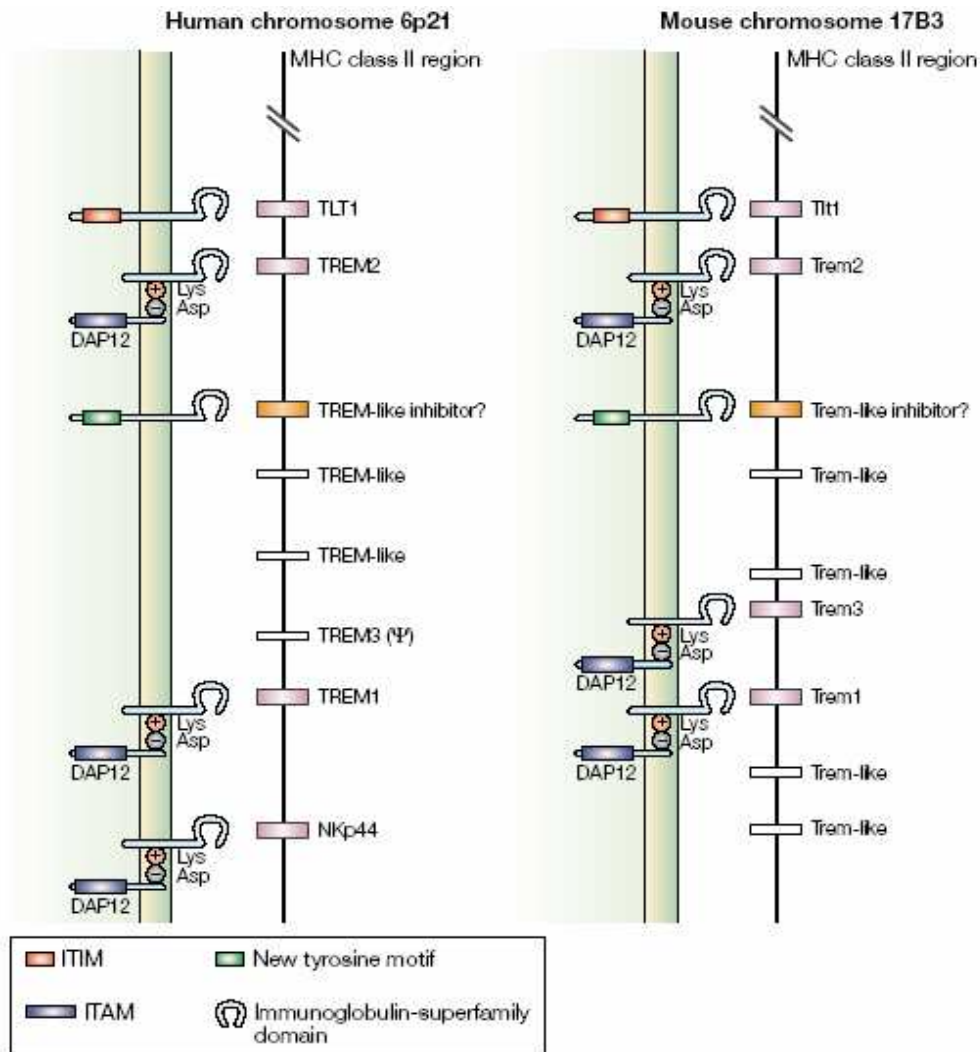 Human chromosome 6p21
MHC class II region
TLT1
TREM2
Lys
Asp
DAP12
TREM-like inhibitor?
TREM-like
TREM-like
TREM3 (Ψ)
TREM1
Lys
Asp
DAP12
NKp44
Lys
Asp
DAP12
Mouse chromosome 17B3
MHC class II region
Tlt1
Trem2
Lys
Asp
DAP12
Trem-like inhibitor?
Trem-like
Trem-like
Trem3
Lys
Asp
DAP12
Trem1
Lys
Asp
DAP12
Trem-like
Trem-like
ITIM
New tyrosine motif
ITAM
Immunoglobulin-superfamily
domain